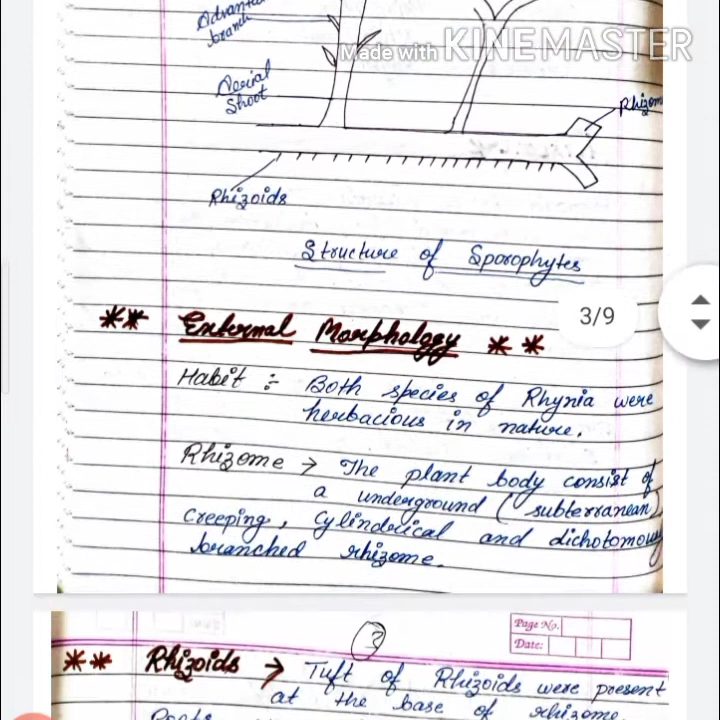 branch
Made with KINEMASTER
Aerial
Shoot
Rhizoids
Structure of Sporophytes
3/9
** External Morphology **
Habit :- Both species of Rhynia were
herbacious in nature.
Rhizome → The plant body consist of
a underground (subterranean)
creeping, cylindrical and dichotomously
branched rhizome.
3
Page No.
Date:
** Rhizoids → Tuft of Rhizoids were present
at the base of rhizome